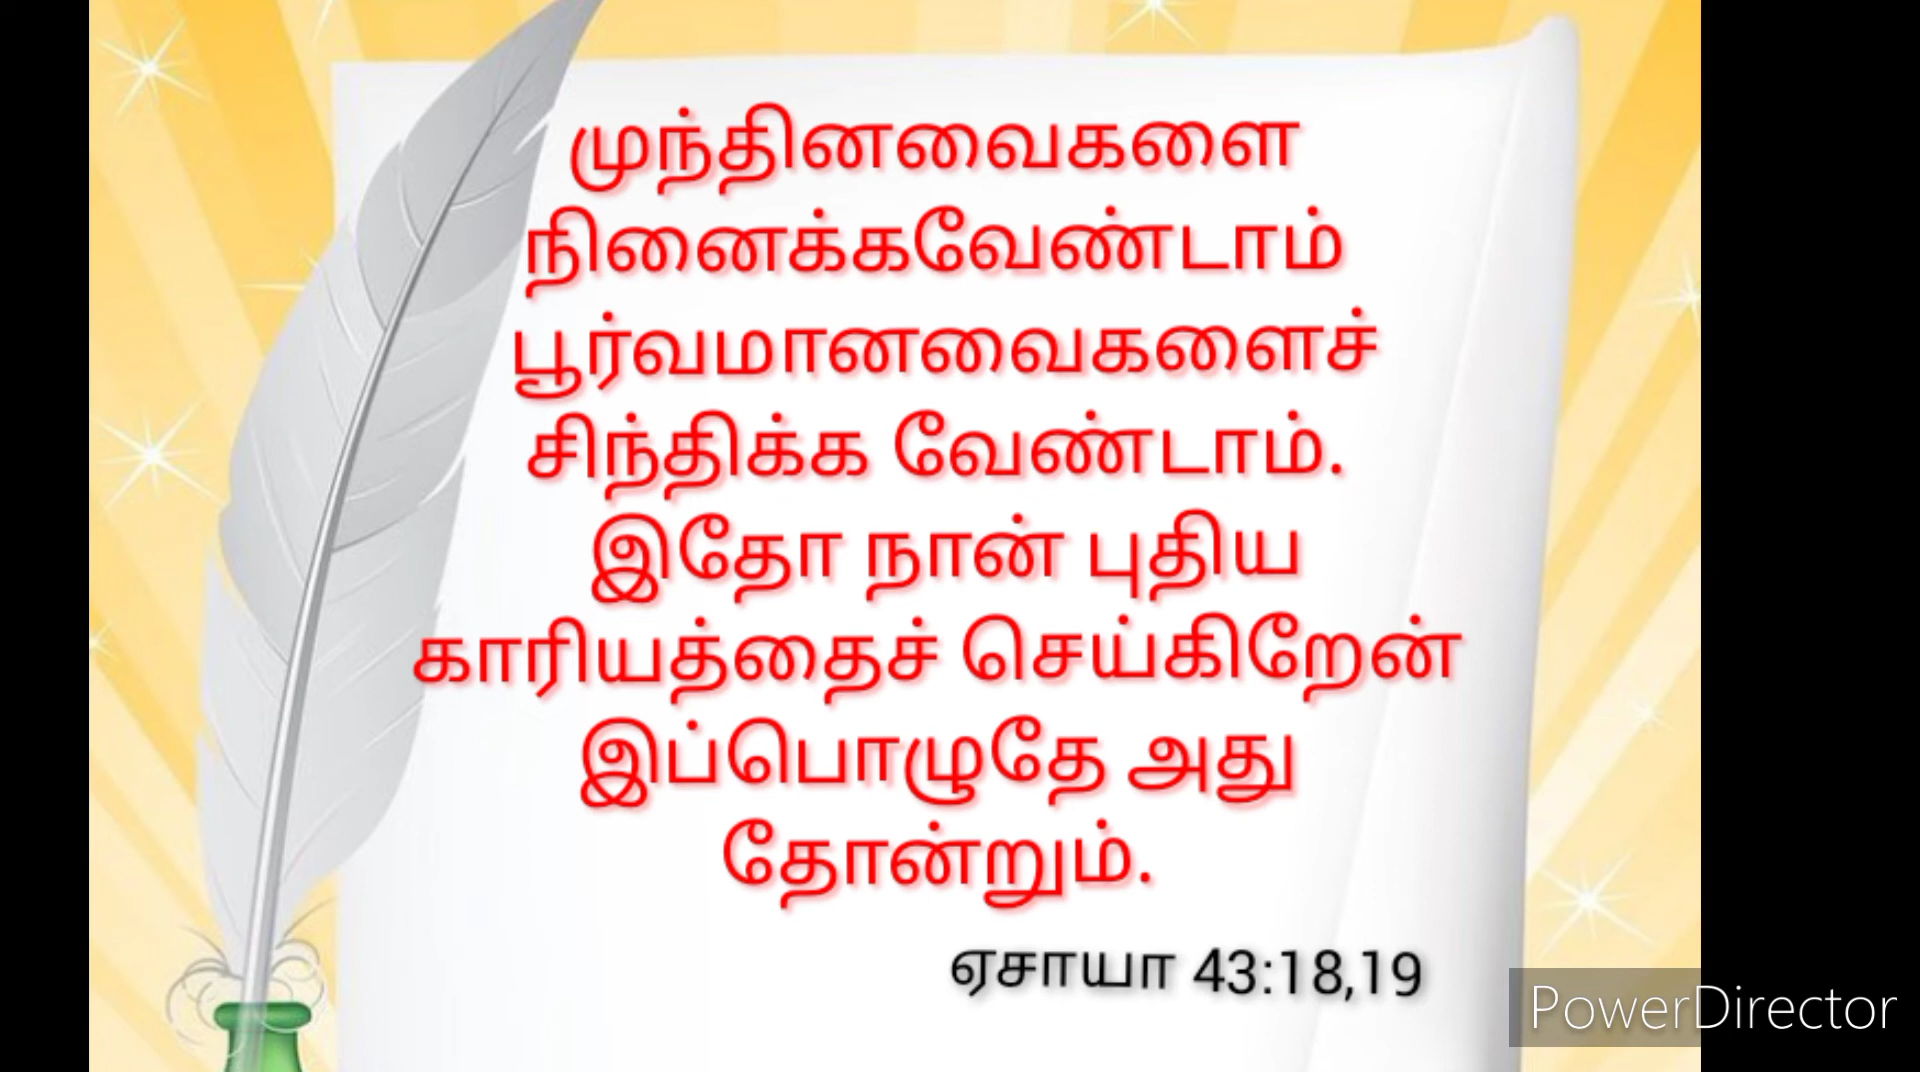 முந்தினவைகளை
நினைக்கவேண்டாம்
பூர்வமானவைகளைச்
சிந்திக்க வேண்டாம்.
இதோ நான் புதிய
காரியத்தைச் செய்கிறேன்
இப்பொழுதே அது
தோன்றும்.
ஏசாயா 43:18,19
PowerDirector